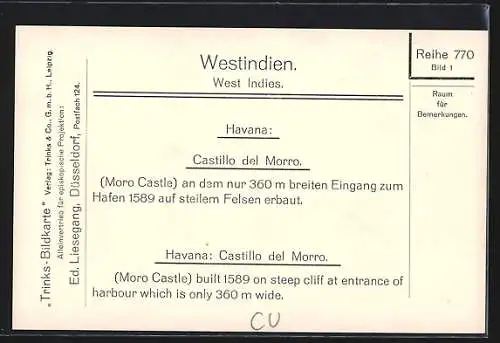 "Trinks-Bildkarte" Verlag: Trinks & Co., G. m. b. H., Leipzig.
Alleinvertrieb für episkopische Projektion:
Ed. Liesegang, Düsseldorf, Postfach 124.
Westindien.
West Indies.
Reihe 770
Bild 1
Raum
für
Bemerkungen.
Havana:
Castillo del Morro.
(Moro Castle) an dem nur 360 m breiten Eingang zum
Hafen 1589 auf steilem Felsen erbaut.
Havana: Castillo del Morro.
(Moro Castle) built 1589 on steep cliff at entrance of
harbour which is only 360 m wide.
CU